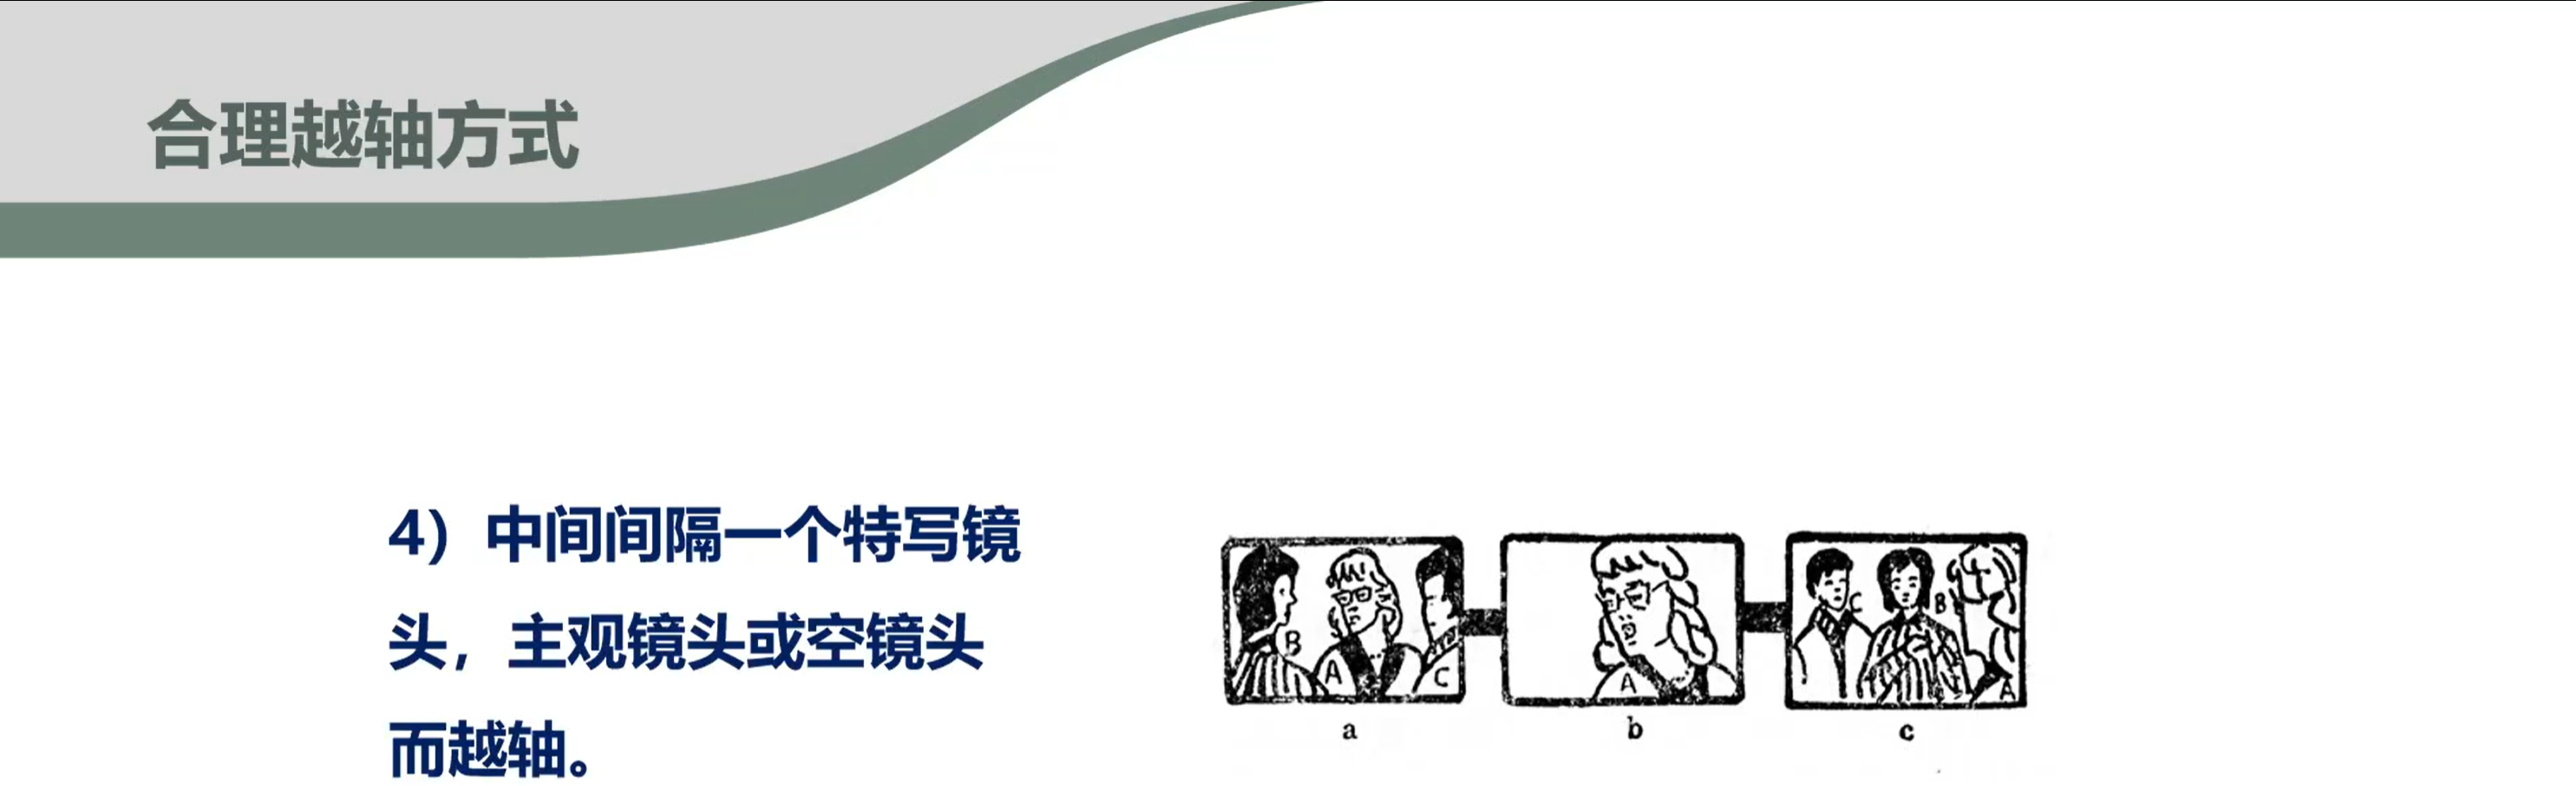 合理越轴方式
4）中间间隔一个特写镜
头，主观镜头或空镜头
而越轴。
B A C
A
C B A
a b c